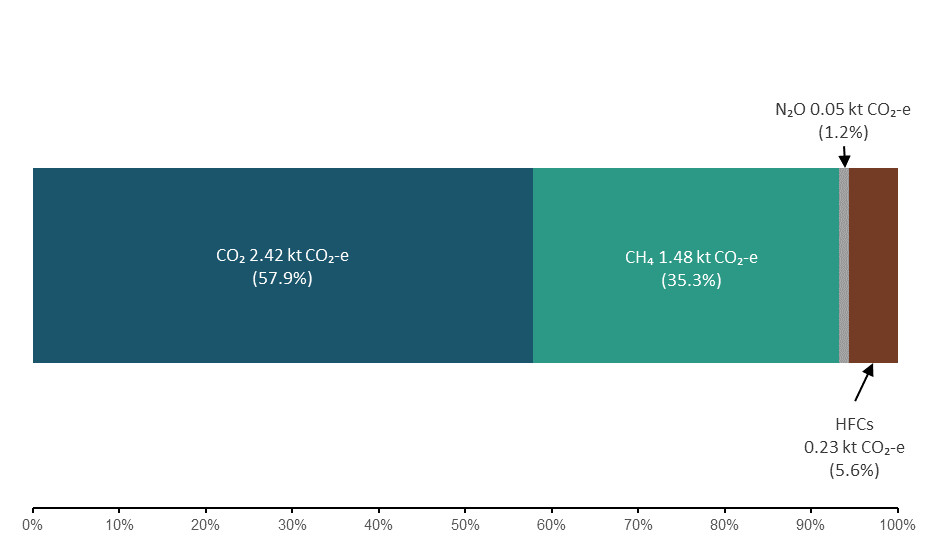 N₂O 0.05 kt CO₂-e
(1.2%)
CO₂ 2.42 kt CO₂-e
(57.9%)
CH₄ 1.48 kt CO₂-e
(35.3%)
HFCs
0.23 kt CO₂-e
(5.6%)
0% 10% 20% 30% 40% 50% 60% 70% 80% 90% 100%